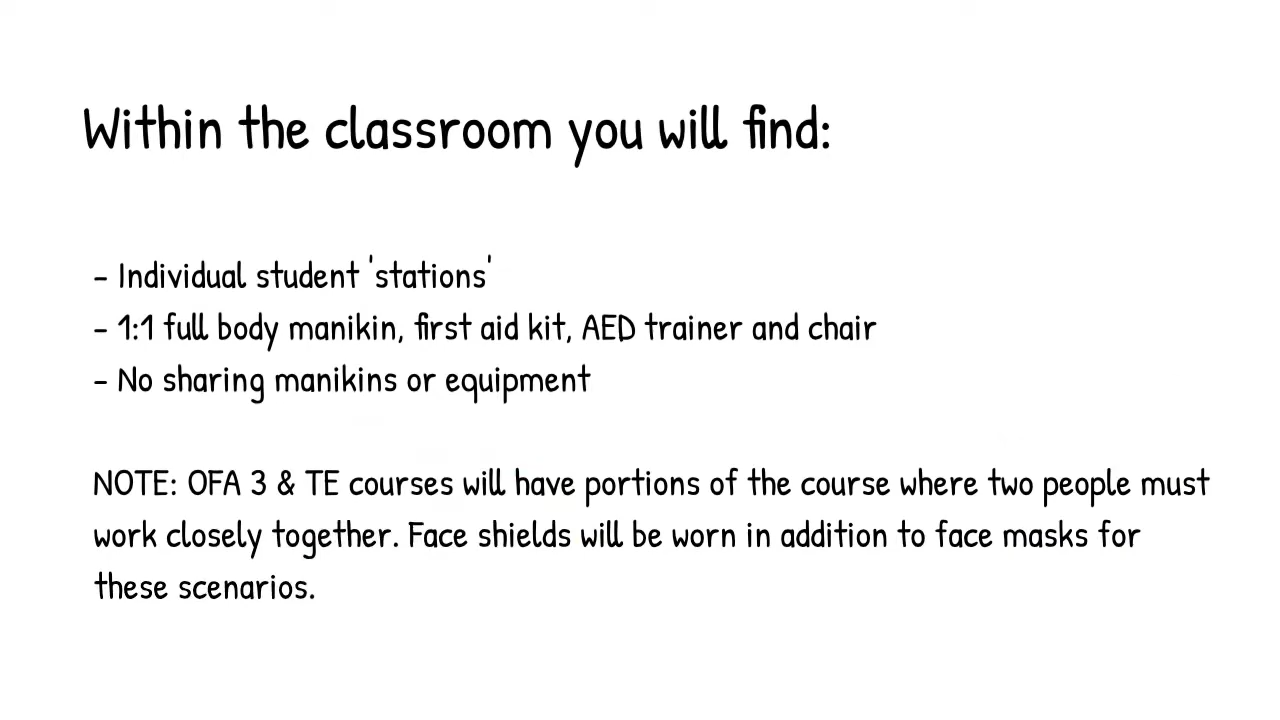 Within the classroom you will find:
- Individual student 'stations'
- 1:1 full body manikin, first aid kit, AED trainer and chair
- No sharing manikins or equipment
NOTE: OFA 3 & TE courses will have portions of the course where two people must
work closely together. Face shields will be worn in addition to face masks for
these scenarios.